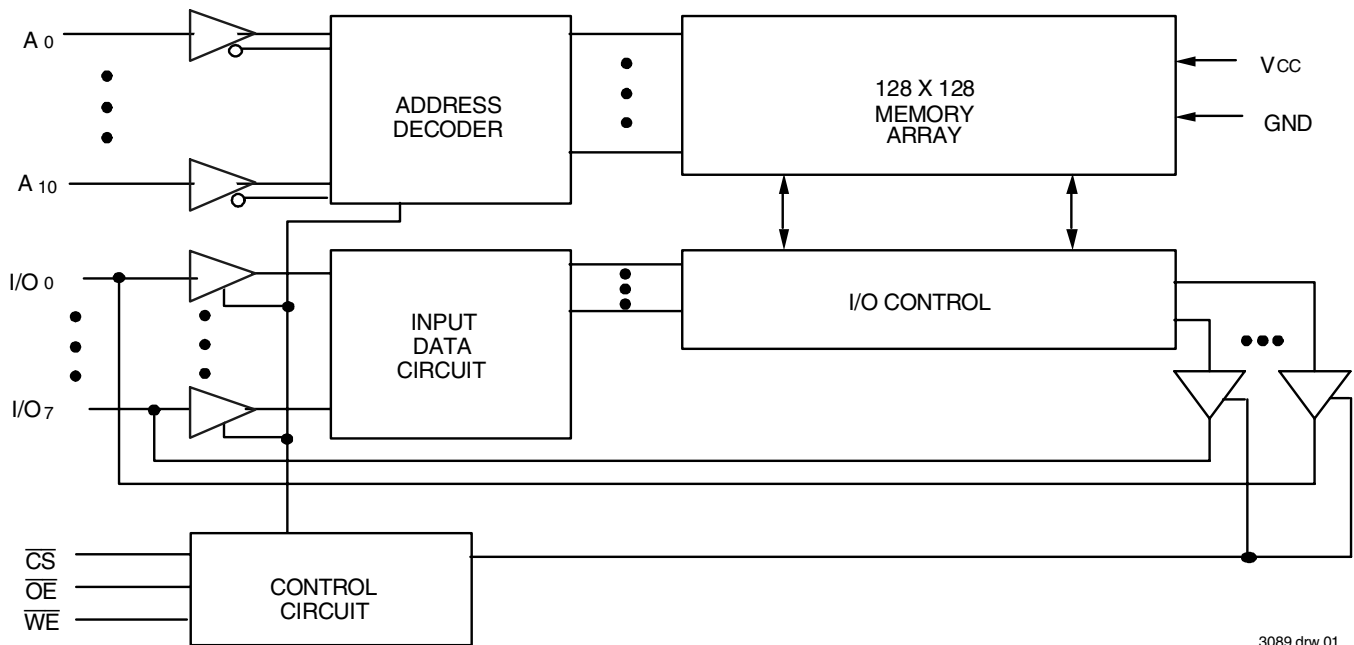 A 0
ADDRESS
DECODER
128 X 128
MEMORY
ARRAY
VCC
GND
A 10
I/O 0
INPUT
DATA
CIRCUIT
I/O CONTROL
I/O 7
CS
OE
WE
CONTROL
CIRCUIT
3089 drw 01